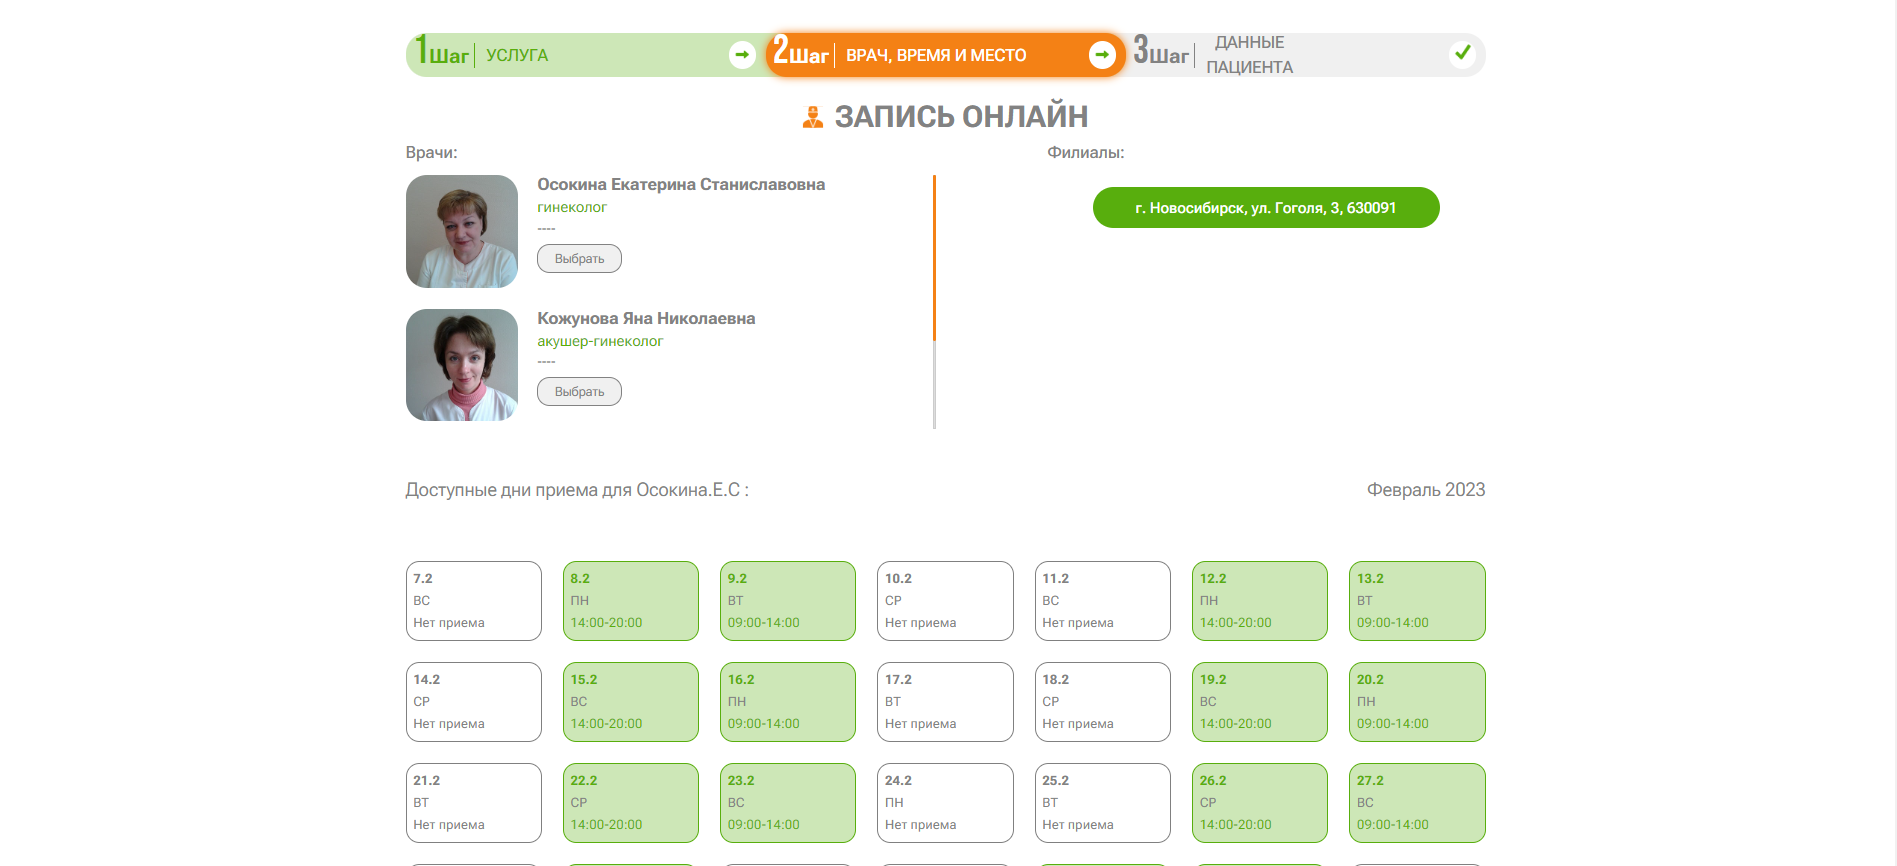 1Шаг УСЛУГА
2Шаг ВРАЧ, ВРЕМЯ И МЕСТО
3Шаг ДАННЫЕ
ПАЦИЕНТА
ЗАПИСЬ ОНЛАЙН
Врачи:
Осокина Екатерина Станиславовна
гинеколог
----
Выбрать
Кожунова Яна Николаевна
акушер-гинеколог
----
Выбрать
Филиалы:
г. Новосибирск, ул. Гоголя, 3, 630091
Доступные дни приема для Осокина.Е.С :
Февраль 2023
7.2
ВС
Нет приема
8.2
ПН
14:00-20:00
9.2
ВТ
09:00-14:00
10.2
СР
Нет приема
11.2
ВС
Нет приема
12.2
ПН
14:00-20:00
13.2
ВТ
09:00-14:00
14.2
СР
Нет приема
15.2
ВС
14:00-20:00
16.2
ПН
09:00-14:00
17.2
ВТ
Нет приема
18.2
СР
Нет приема
19.2
ВС
14:00-20:00
20.2
ПН
09:00-14:00
21.2
ВТ
Нет приема
22.2
СР
14:00-20:00
23.2
ВС
09:00-14:00
24.2
ПН
Нет приема
25.2
ВТ
Нет приема
26.2
СР
14:00-20:00
27.2
ВС
09:00-14:00